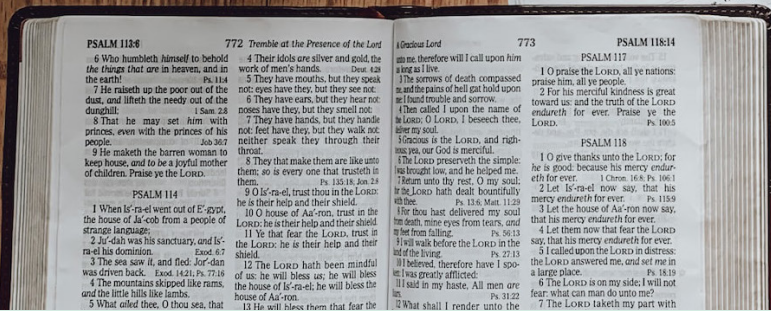 PSALM 113:6
6 Who humbleth himself to behold
the things that are in heaven, and in
the earth!
Ps. 11:4
7 He raiseth up the poor out of the
dust, and lifteth the needy out of the
dunghill;
1 Sam. 2:8
8 That he may set him with
princes, even with the princes of his
people.
Job 36:7
9 He maketh the barren woman to
keep house, and to be a joyful mother
of children. Praise ye the LORD.
PSALM 114
1 When Is'-ra-el went out of E'-gypt,
the house of Ja'-cob from a people of
strange language;
2 Ju'-dah was his sanctuary, and Is'-
ra-el his dominion.
Exod. 6:7
3 The sea saw it, and fled: Jor'-dan
was driven back.
Exod. 14:21; Ps. 77:16
4 The mountains skipped like rams,
and the little hills like lambs.
5 What ailed thee, O thou sea, that
772 Tremble at the Presence of the Lord
4 Their idols are silver and gold, the
work of men's hands.
Deut. 4:28
5 They have mouths, but they speak
not: eyes have they, but they see not:
6 They have ears, but they hear not:
noses have they, but they smell not:
7 They have hands, but they handle
not: feet have they, but they walk not:
neither speak they through their
throat.
8 They that make them are like unto
them; so is every one that trusteth in
them.
Ps. 135:18; Jon. 2:8
9 O Is'-ra-el, trust thou in the LORD:
he is their help and their shield.
10 O house of Aa'-ron, trust in the
LORD: he is their help and their shield.
11 Ye that fear the LORD, trust in
the LORD: he is their help and their
shield.
12 The LORD hath been mindful
of us: he will bless us; he will bless
the house of Is'-ra-el; he will bless the
house of Aa'-ron.
13 He will bless them that fear the
A Gracious Lord
773
PSALM 118:14
me, therefore will I call upon him
as long as I live.
3 The sorrows of death compassed
me, and the pains of hell gat hold upon
me: I found trouble and sorrow.
4 Then called I upon the name of
the LORD; O LORD, I beseech thee,
deliver my soul.
5 Gracious is the LORD, and righ-
teous; yea, our God is merciful.
6 The LORD preserveth the simple:
I was brought low, and he helped me.
7 Return unto thy rest, O my soul;
for the LORD hath dealt bountifully
with thee.
Ps. 13:6; Matt. 11:29
8 For thou hast delivered my soul
from death, mine eyes from tears, and
my feet from falling.
Ps. 56:13
9 I will walk before the LORD in the
land of the living.
Ps. 27:13
I believed, therefore have I spo-
ken: I was greatly afflicted:
11 I said in my haste, All men are
liars.
Ps. 31:22
12 What shall I render unto the
PSALM 117
1 O praise the LORD, all ye nations:
praise him, all ye people.
2 For his merciful kindness is great
toward us: and the truth of the LORD
endureth for ever. Praise ye the
LORD.
Ps. 100:5
PSALM 118
1 O give thanks unto the LORD; for
he is good: because his mercy endur-
eth for ever.
1 Chron. 16:8; Ps. 106:1
2 Let Is'-ra-el now say, that his
mercy endureth for ever.
Ps. 115:9
3 Let the house of Aa'-ron now say,
that his mercy endureth for ever.
4 Let them now that fear the LORD
say, that his mercy endureth for ever.
5 I called upon the LORD in distress:
the LORD answered me, and set me in
a large place.
Ps. 18:19
6 The LORD is on my side; I will not
fear: what can man do unto me?
7 The LORD taketh my part with